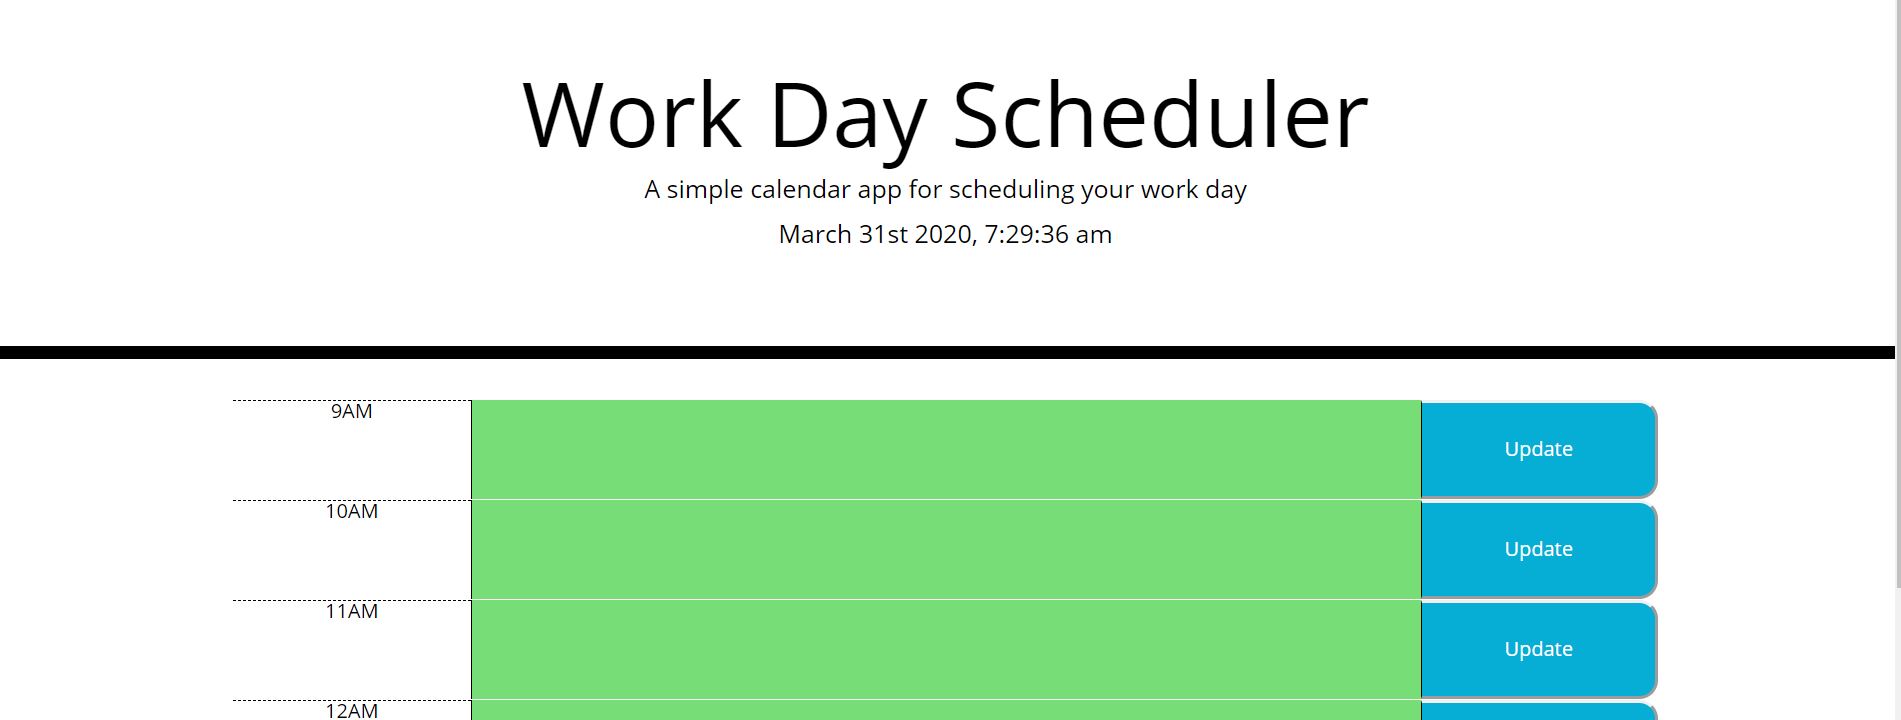 Work Day Scheduler
A simple calendar app for scheduling your work day
March 31st 2020, 7:29:36 am
9AM
Update
10AM
Update
11AM
Update
12AM